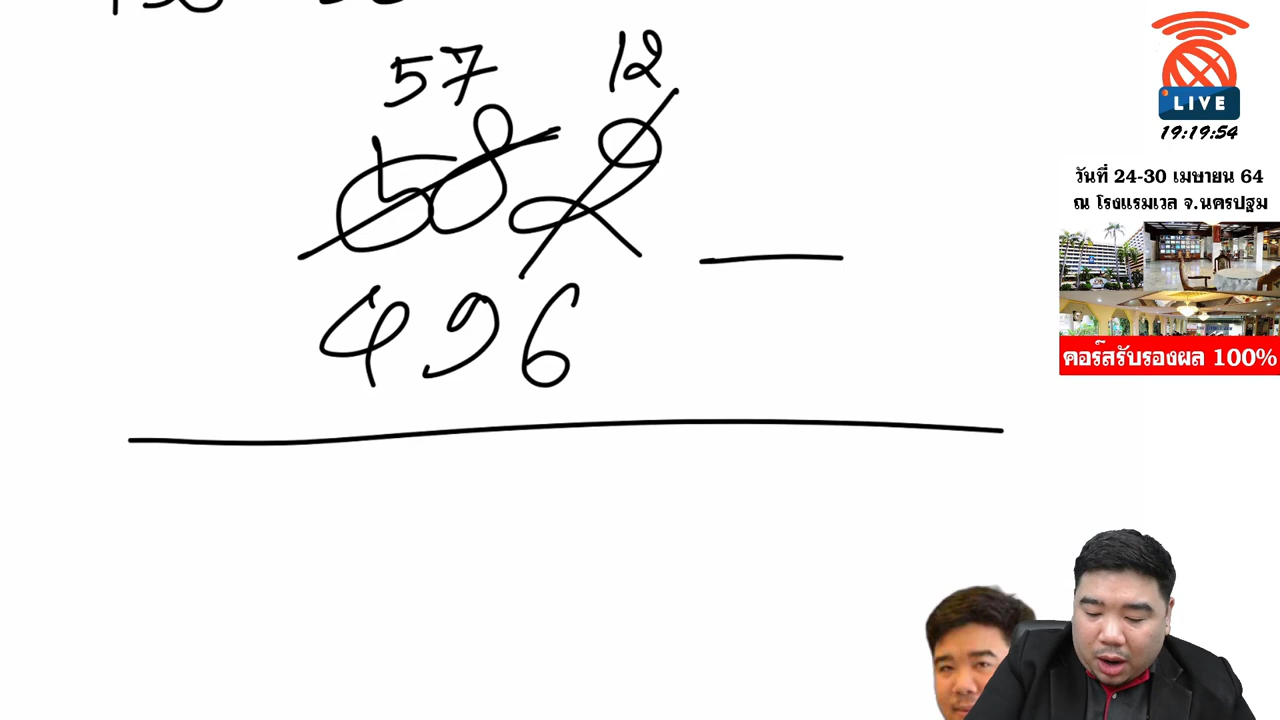 57 12
582
496
LIVE
19:19:54
วันที่ 24-30 เมษายน 64
ณ โรงแรมเวล จ.นครปฐม
คอร์สรับรองผล 100%